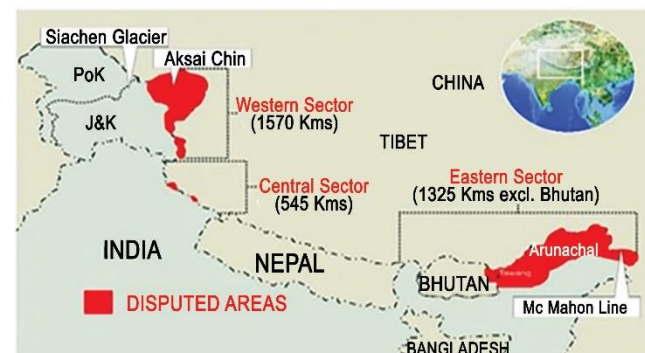 Siachen Glacier
Aksai Chin
PoK
J&K
Western Sector
(1570 Kms)
CHINA
TIBET
Central Sector
(545 Kms)
Eastern Sector
(1325 Kms excl. Bhutan)
INDIA
NEPAL
BHUTAN
Tawang
Arunachal
Mc Mahon Line
DISPUTED AREAS
BANGLADESH